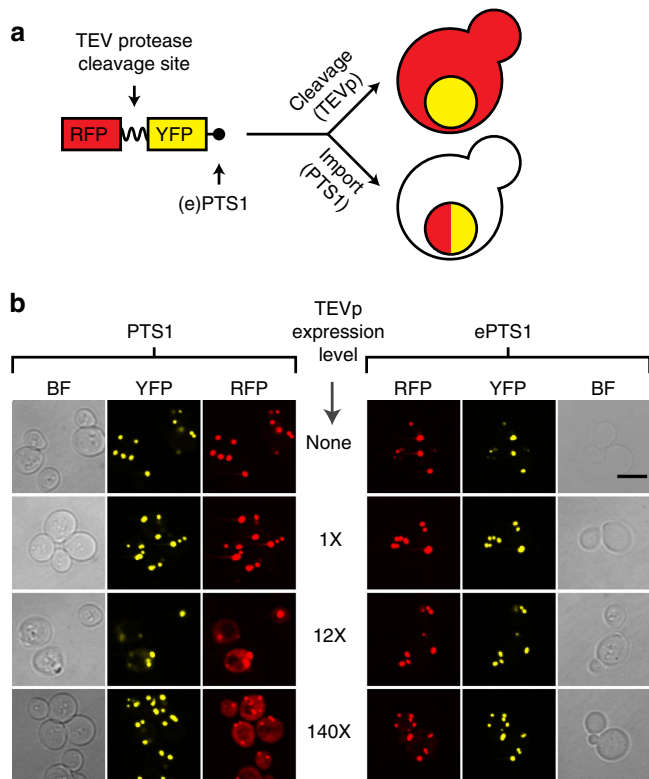 a
TEV protease
cleavage site
RFP
YFP
(e)PTS1
Cleavage
(TEVp)
Import
(PTS1)
b
PTS1
TEVp
expression
level
ePTS1
BF YFP RFP
RFP YFP BF
None
1X
12X
140X